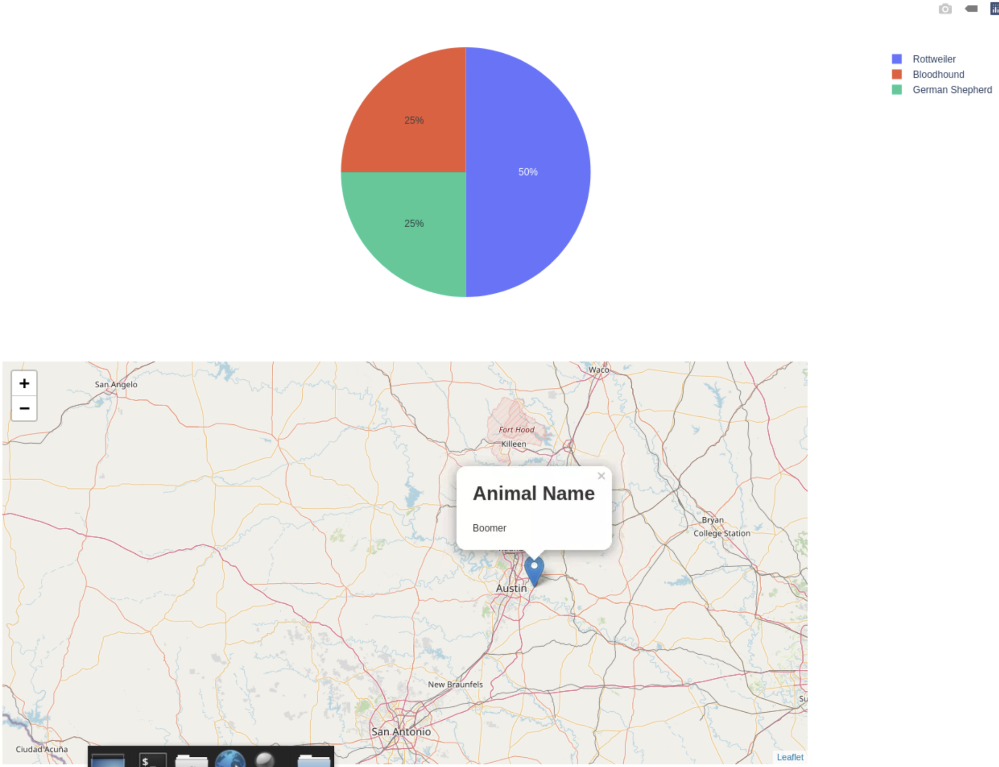 Rottweiler
Bloodhound
German Shepherd
25%
50%
25%
+
−
San Angelo
Waco
Fort Hood
Killeen
×
Animal Name
Boomer
Bryan
College Station
Austin
New Braunfels
San Antonio
Ciudad Acuña
Su
$_
Leaflet